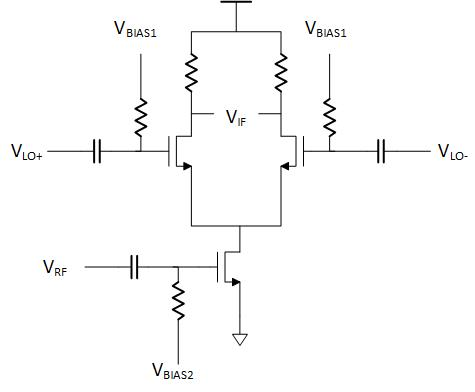 VBIAS1 VBIAS1
VIF
VLO+ VLO-
VRF
VBIAS2